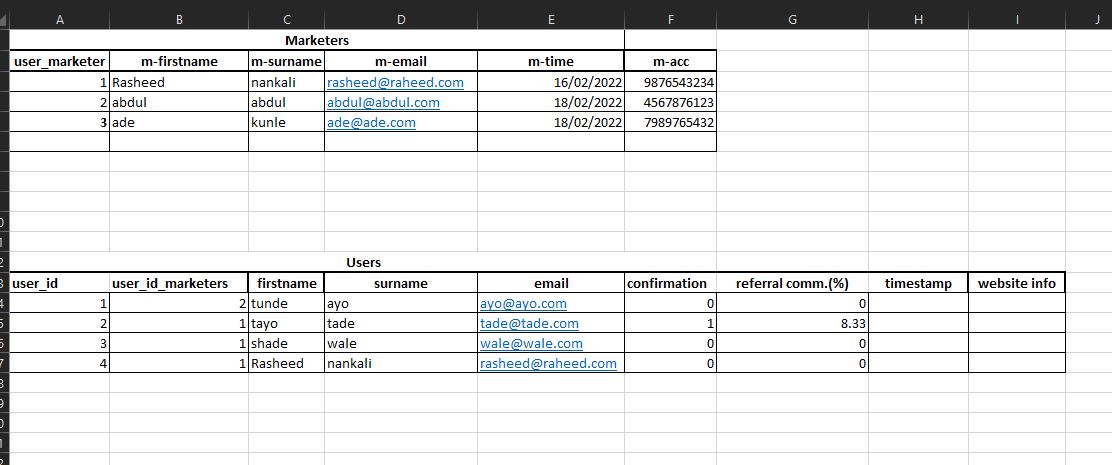 A B C D E F G H I J
Marketers
user_marketer m-firstname m-surname m-email m-time m-acc
1 Rasheed nankali rasheed@raheed.com 16/02/2022 9876543234
2 abdul abdul abdul@abdul.com 18/02/2022 4567876123
3 ade kunle ade@ade.com 18/02/2022 7989765432
Users
user_id user_id_marketers firstname surname email confirmation referral comm.(%) timestamp website info
1 2 tunde ayo ayo@ayo.com 0 0
2 1 tayo tade tade@tade.com 1 8.33
3 1 shade wale wale@wale.com 0 0
4 1 Rasheed nankali rasheed@raheed.com 0 0